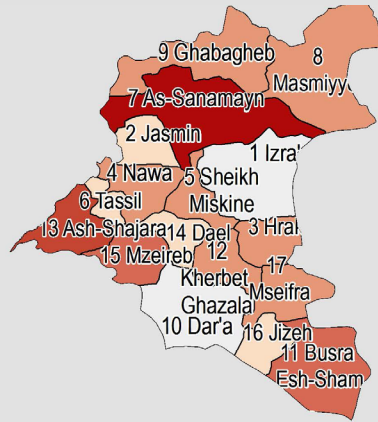 9 Ghabagheb
8
Masmiyy
7 As-Sanamayn
2 Jasmin
1 Izra'
4 Nawa
5 Sheikh
Miskine
6 Tassil
13 Ash-Shajara
14 Dael
3 Hra
15 Mzeireb
12
Kherbet
Ghazalal
17
Mseifra
10 Dar'a
16 Jizeh
11 Busra
Esh-Sham